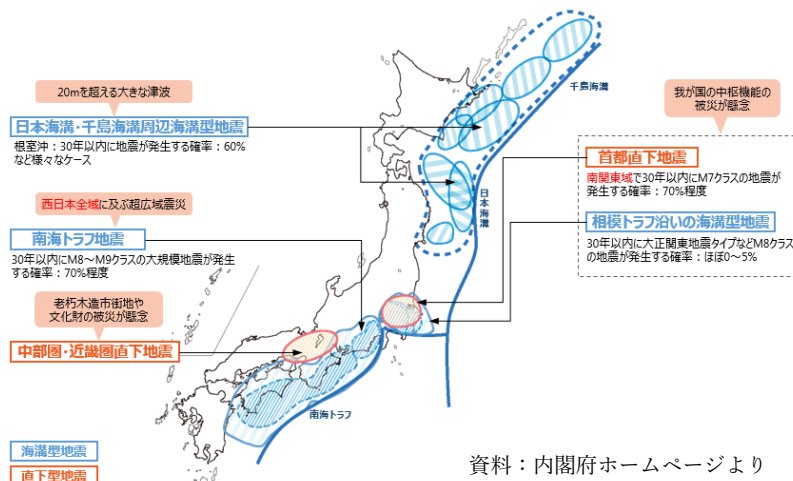 20mを超える大きな津波
日本海溝・千島海溝周辺海溝型地震
根室沖：30年以内に地震が発生する確率：60%
など様々なケース
西日本全域に及ぶ超広域震災
南海トラフ地震
30年以内にM8～M9クラスの大規模地震が発生
する確率：70%程度
老朽木造市街地や
文化財の被災が懸念
中部圏・近畿圏直下地震
海溝型地震
直下型地震
千島海溝
日本海溝
南海トラフ
我が国の中枢機能の
被災が懸念
首都直下地震
南関東域で30年以内にM7クラスの地震が
発生する確率：70%程度
相模トラフ沿いの海溝型地震
30年以内に大正関東地震タイプなどM8クラス
の地震が発生する確率：ほぼ0～5%
資料：内閣府ホームページより